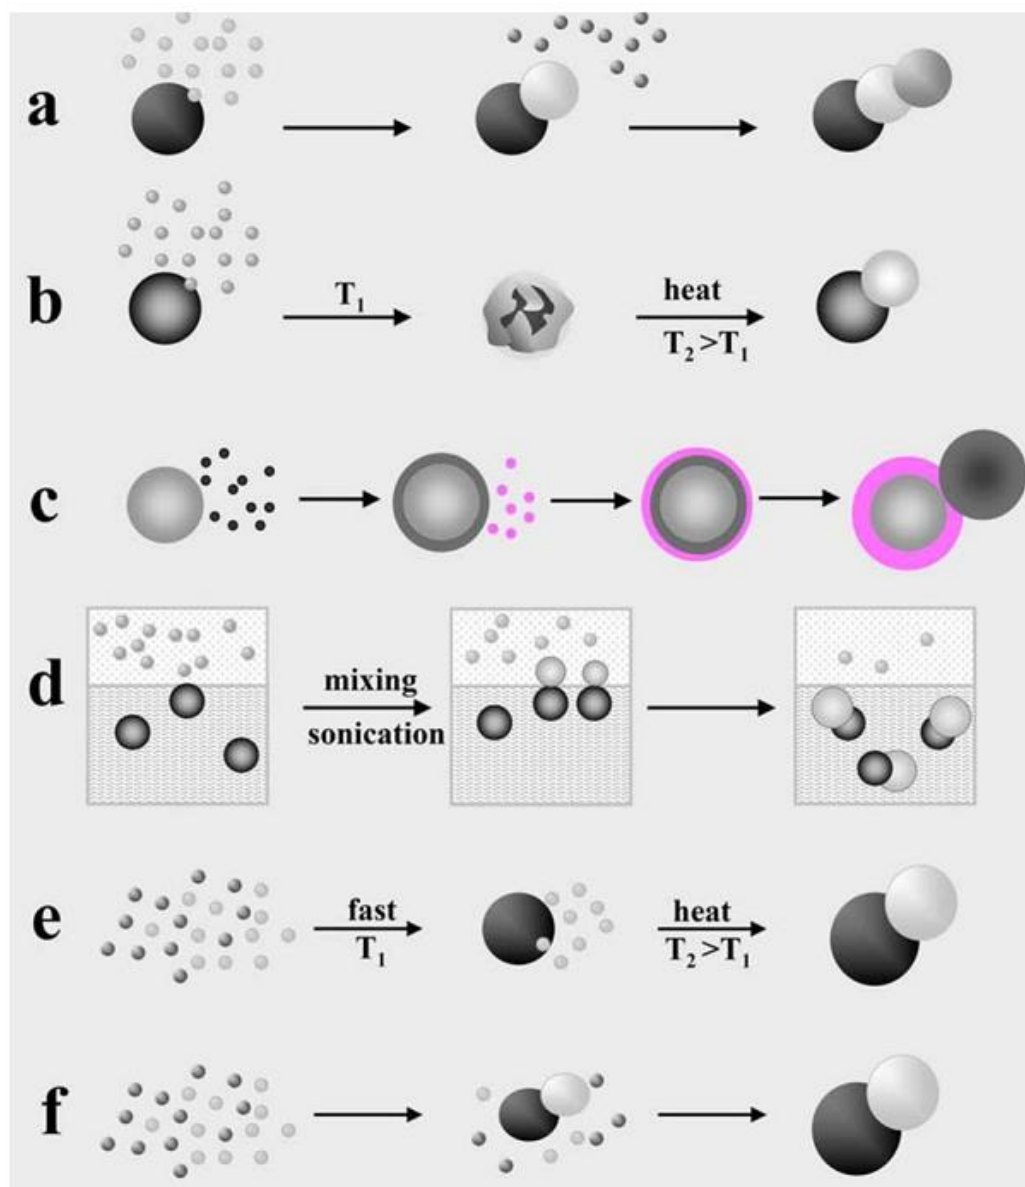 a
b
T₁
heat
T₂ >T₁
c
d
mixing
sonication
e
fast
T₁
heat
T₂>T₁
f